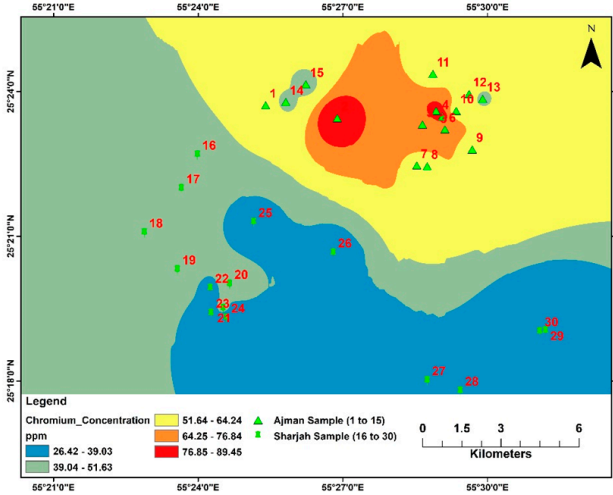 55°21'0"E 55°24'0"E 55°27'0"E 55°30'0"E
N
25°24'0"N
25°21'0"N
25°18'0"N
11
15
12
14
13
1
4
10
6
9
7 8
16
17
18
25
26
19
22 20
23
24
21
30
29
27
28
Legend
Chromium_Concentration
ppm
26.42 - 39.03
39.04 - 51.63
51.64 - 64.24
64.25 - 76.84
76.85 - 89.45
Ajman Sample (1 to 15)
Sharjah Sample (16 to 30)
0 1.5 3 6
Kilometers
55°21'0"E 55°24'0"E 55°27'0"E 55°30'0"E